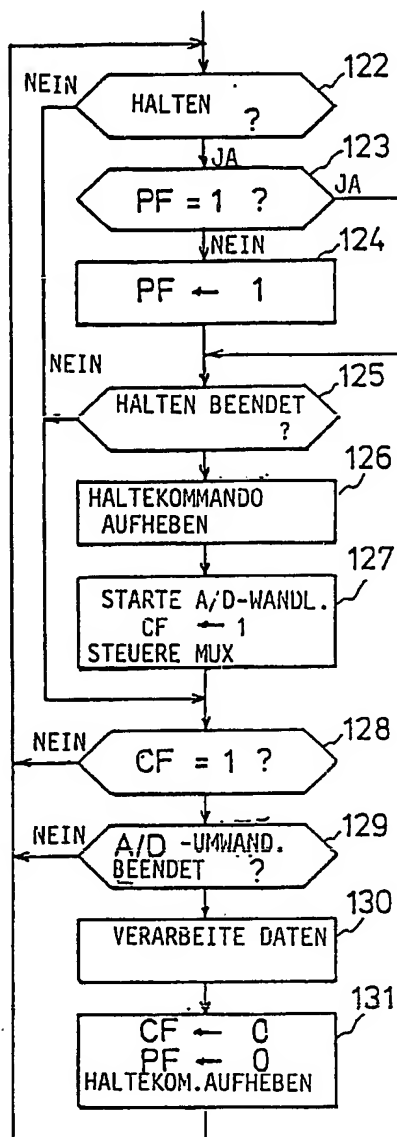 122
NEIN
HALTEN
?
JA
123
PF = 1 ?
JA
NEIN
124
PF ← 1
NEIN
125
HALTEN BEENDET
?
126
HALTEKOMMANDO
AUFHEBEN
127
STARTE A/D-WANDL.
CF ← 1
STEUERE MUX
128
NEIN
CF = 1 ?
129
NEIN
A/D -UMWAND.
BEENDET ?
130
VERARBEITE DATEN
131
CF ← 0
PF ← 0
HALTEKOM.AUFHEBEN